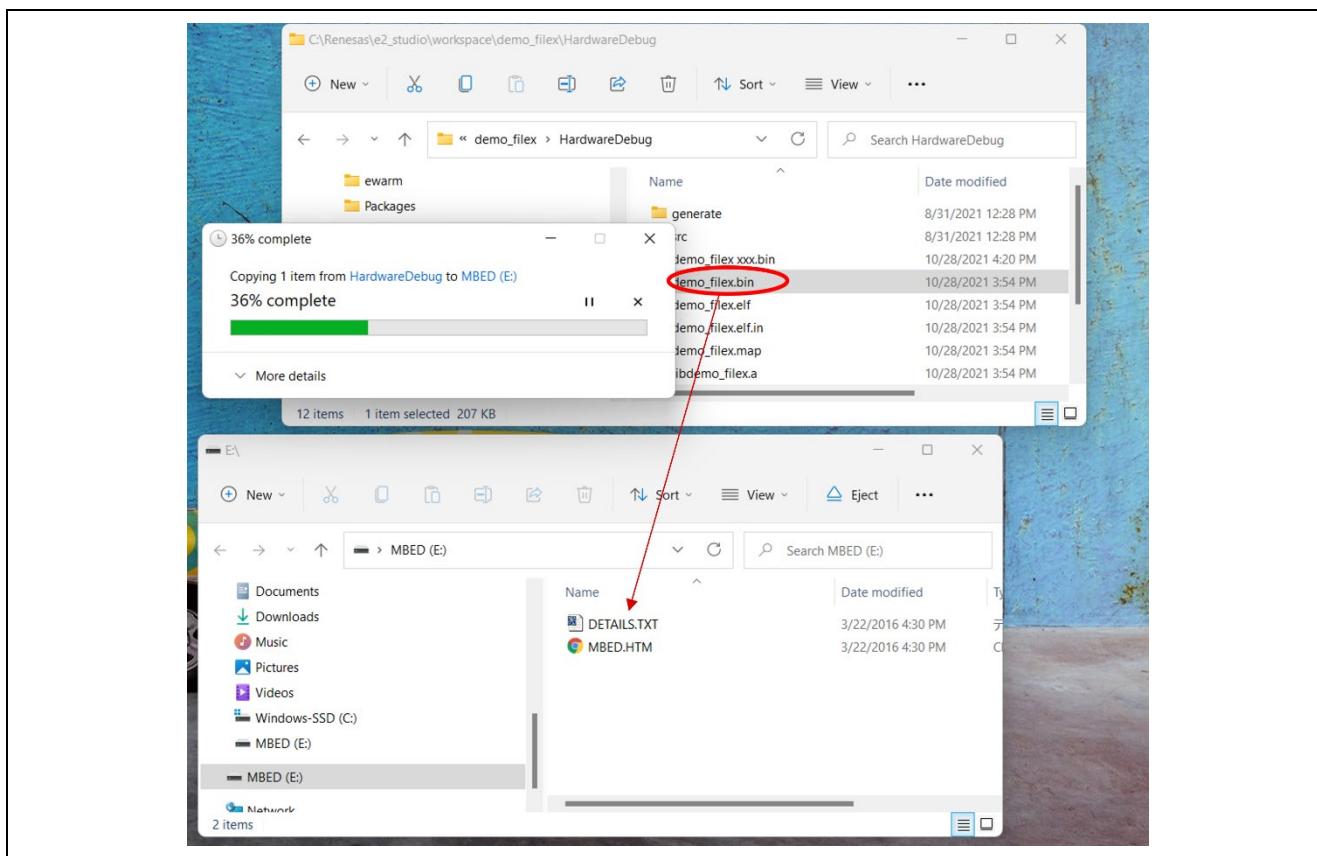 C:\Renesas\e2_studio\workspace\demo_filex\HardwareDebug
New Sort View
« demo_filex > HardwareDebug Search HardwareDebug
ewarm
Packages
Name Date modified
generate 8/31/2021 12:28 PM
src 8/31/2021 12:28 PM
demo_filex xxx.bin 10/28/2021 4:20 PM
demo_filex.bin 10/28/2021 3:54 PM
demo_filex.elf 10/28/2021 3:54 PM
demo_filex.elf.in 10/28/2021 3:54 PM
demo_filex.map 10/28/2021 3:54 PM
libdemo_filex.a 10/28/2021 3:54 PM
12 items 1 item selected 207 KB
36% complete
Copying 1 item from HardwareDebug to MBED (E:)
36% complete
More details
E:\
New Sort View Eject
> MBED (E:) Search MBED (E:)
Documents
Downloads
Music
Pictures
Videos
Windows-SSD (C:)
MBED (E:)
MBED (E:)
Network
Name Date modified Ty
DETAILS.TXT 3/22/2016 4:30 PM テ
MBED.HTM 3/22/2016 4:30 PM C
2 items